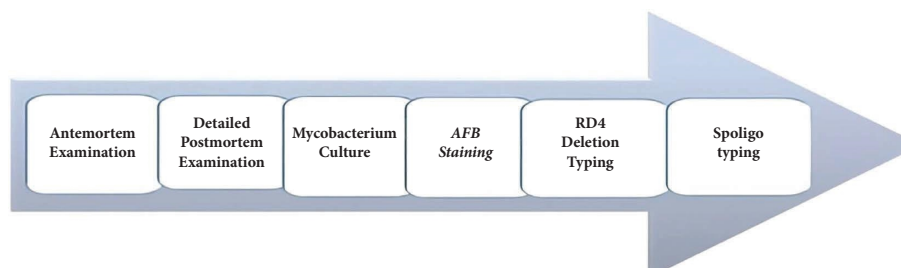 Antemortem
Examination
Detailed
Postmortem
Examination
Mycobacterium
Culture
AFB
Staining
RD4
Deletion
Typing
Spoligo
typing